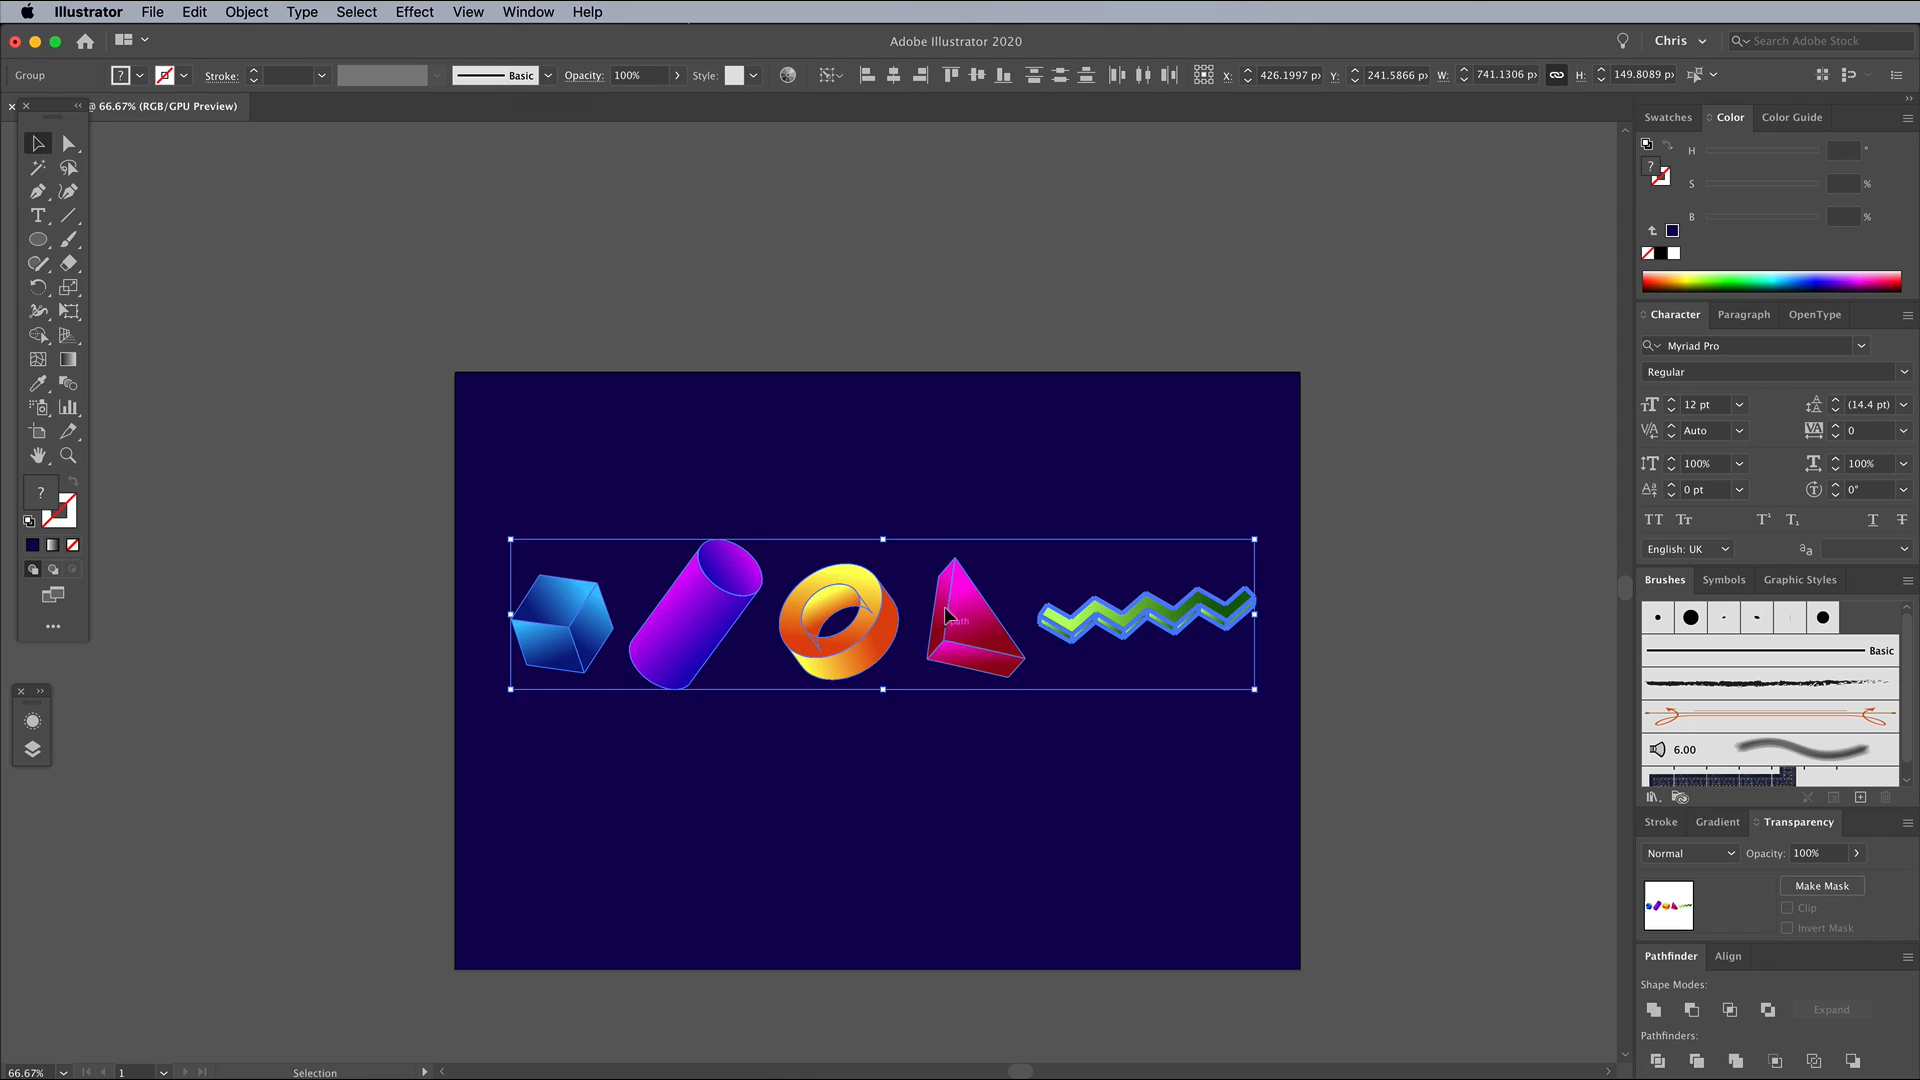 Illustrator File Edit Object Type Select Effect View Window Help
Adobe Illustrator 2020
Chris
Search Adobe Stock
Group
?
Stroke:
Basic
Opacity: 100%
Style:
X: 426.1997 px
Y: 241.5866 px
W: 741.1306 px
H: 149.8089 px
@ 66.67% (RGB/GPU Preview)
Swatches Color Color Guide
H °
?
S %
B %
Character Paragraph OpenType
Myriad Pro
Regular
12 pt (14.4 pt)
Auto 0
100% 100%
0 pt 0°
English: UK
Brushes Symbols Graphic Styles
Basic
6.00
Stroke Gradient Transparency
Normal Opacity: 100%
Make Mask
Clip
Invert Mask
Pathfinder Align
Shape Modes:
Expand
Pathfinders:
?
path
66.67% 1 Selection